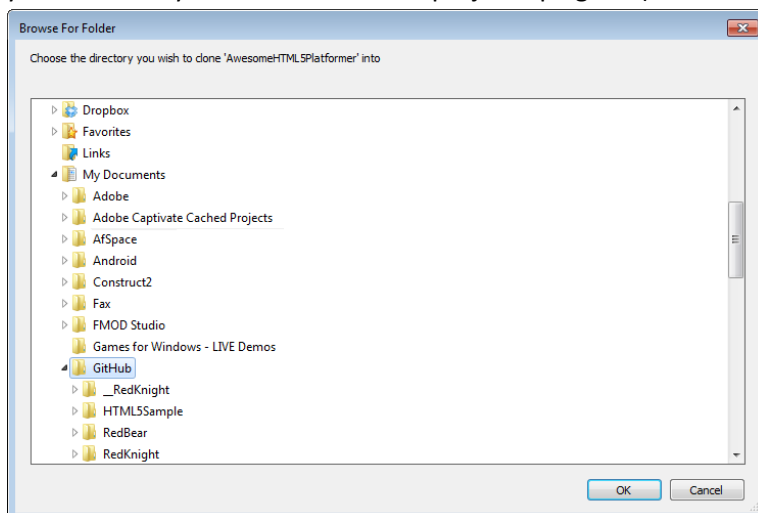 Browse For Folder
Choose the directory you wish to clone 'AwesomeHTML5Platformer' into
Dropbox
Favorites
Links
My Documents
Adobe
Adobe Captivate Cached Projects
AfSpace
Android
Construct2
Fax
FMOD Studio
Games for Windows - LIVE Demos
GitHub
__RedKnight
HTML5Sample
RedBear
RedKnight
OK Cancel